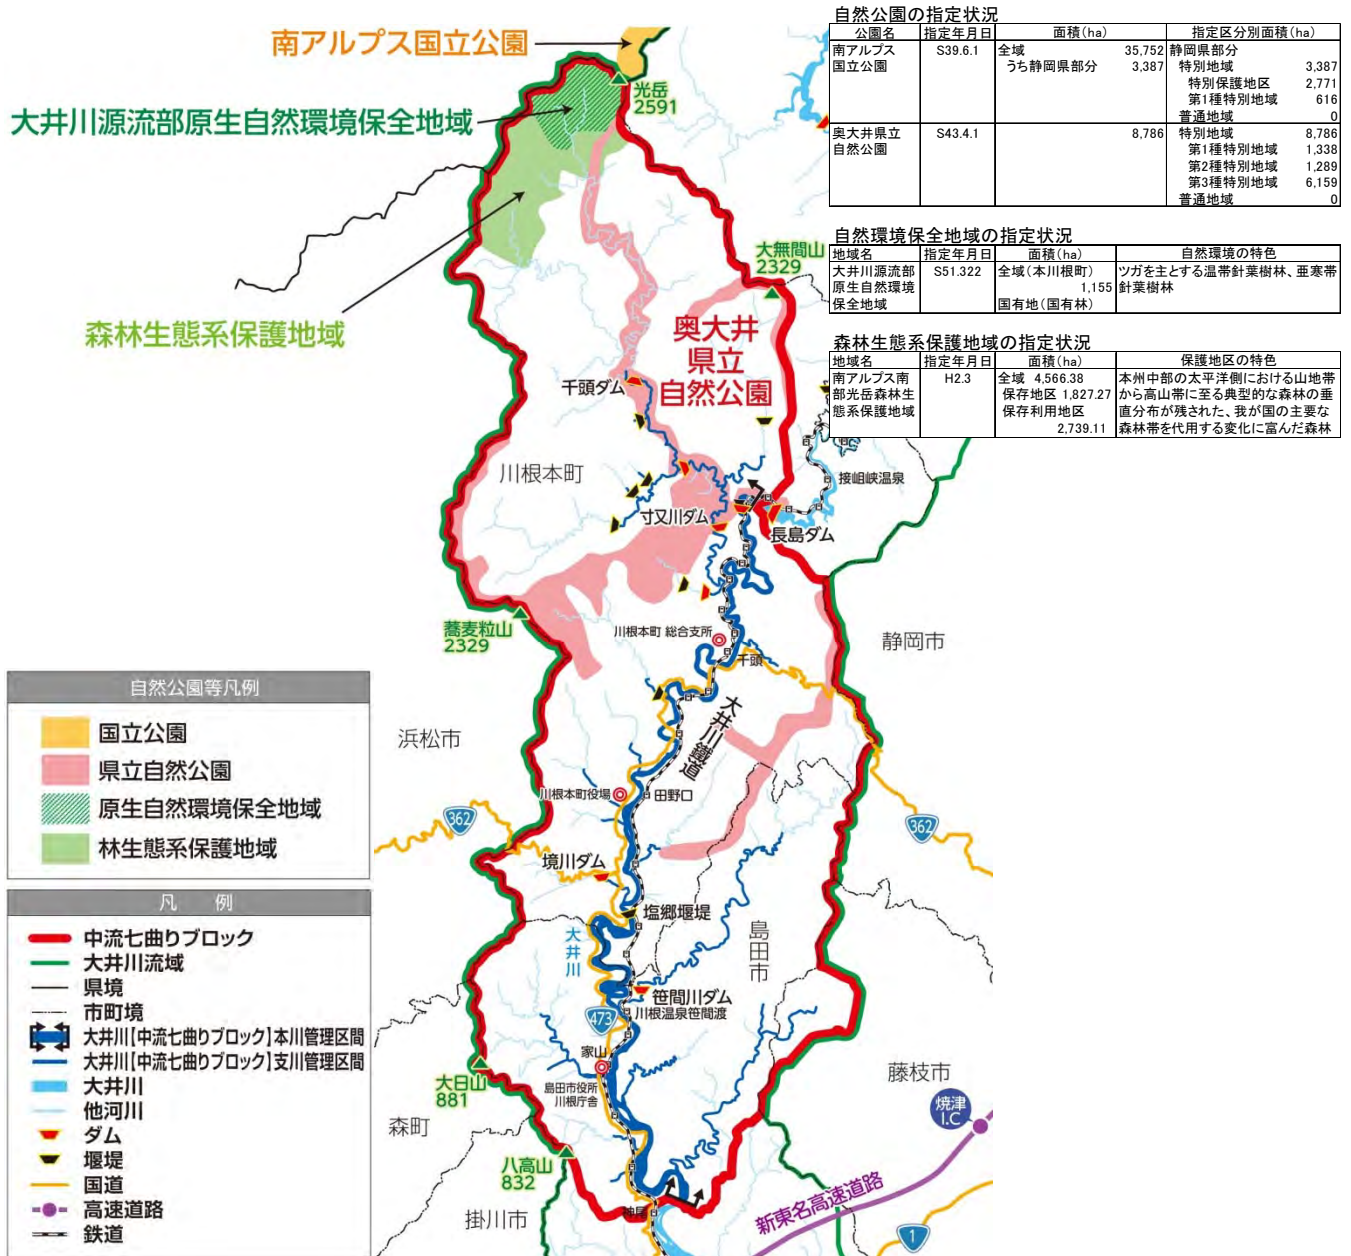 自然公園の指定状況
公園名 指定年月日 面積(ha) 指定区分別面積(ha)
南アルプス国立公園 S39.6.1 全域 35,752 静岡県部分
うち静岡県部分 3,387 特別地域 3,387
特別保護地区 2,771
第1種特別地域 616
普通地域 0
奥大井県立自然公園 S43.4.1 8,786 特別地域 8,786
第1種特別地域 1,338
第2種特別地域 1,289
第3種特別地域 6,159
普通地域 0
自然環境保全地域の指定状況
地域名 指定年月日 面積(ha) 自然環境の特色
大井川源流部 S51.322 全域(本川根町) ツガを主とする温帯針葉樹林、亜寒帯
原生自然環境 1,155 針葉樹林
保全地域 国有地(国有林)
森林生態系保護地域の指定状況
地域名 指定年月日 面積(ha) 保護地区の特色
南アルプス南 H2.3 全域 4,566.38 本州中部の太平洋側における山地帯
部光岳森林生 保存地区 1,827.27 から高山帯に至る典型的な森林の垂
態系保護地域 保存利用地区 直分布が残された、我が国の主要な
2,739.11 森林帯を代用する変化に富んだ森林
南アルプス国立公園
光岳
2591
大井川源流部原生自然環境保全地域
森林生態系保護地域
大無間山
2329
奥大井
県立
自然公園
千頭ダム
川根本町
接岨峡温泉
寸又川ダム
長島ダム
蕎麦粒山
2329
川根本町 総合支所
千頭
静岡市
大井川鐵道
浜松市
川根本町役場
田野口
362
362
境川ダム
塩郷堰堤
大井川
島田市
笹間川ダム
川根温泉笹間渡
473
家山
島田市役所
川根庁舎
大日山
881
森町
八高山
832
掛川市
神尾
藤枝市
焼津
I.C
新東名高速道路
1
自然公園等凡例
国立公園
県立自然公園
原生自然環境保全地域
林生態系保護地域
凡 例
中流七曲りブロック
大井川流域
県境
市町境
大井川【中流七曲りブロック】本川管理区間
大井川【中流七曲りブロック】支川管理区間
大井川
他河川
ダム
堰堤
国道
高速道路
鉄道